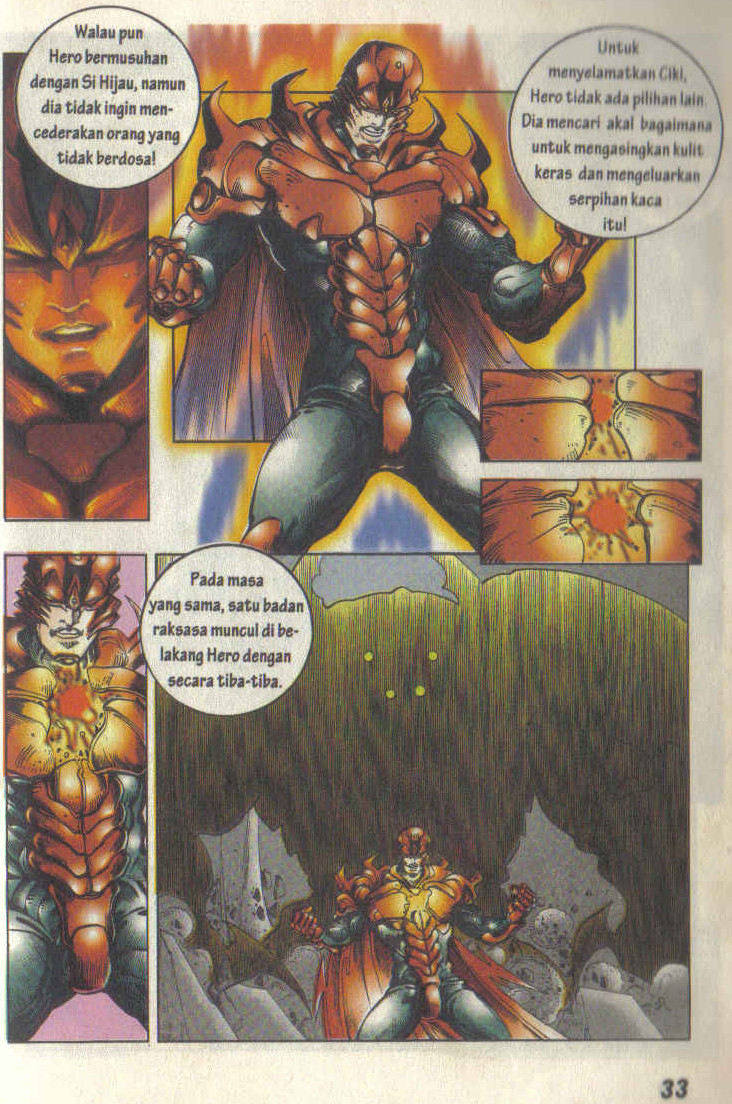 Walau pun
Hero bermusuhan
dengan Si Hijau, namun
dia tidak ingin men-
cederakan orang yang
tidak berdosa!
Untuk
menyelamatkan Ciki,
Hero tidak ada pilihan lain.
Dia mencari akal bagaimana
untuk mengasingkan kulit
keras dan mengeluarkan
serpihan kaca
itu!
Pada masa
yang sama, satu badan
raksasa muncul di be-
lakang Hero dengan
secara tiba-tiba.
33